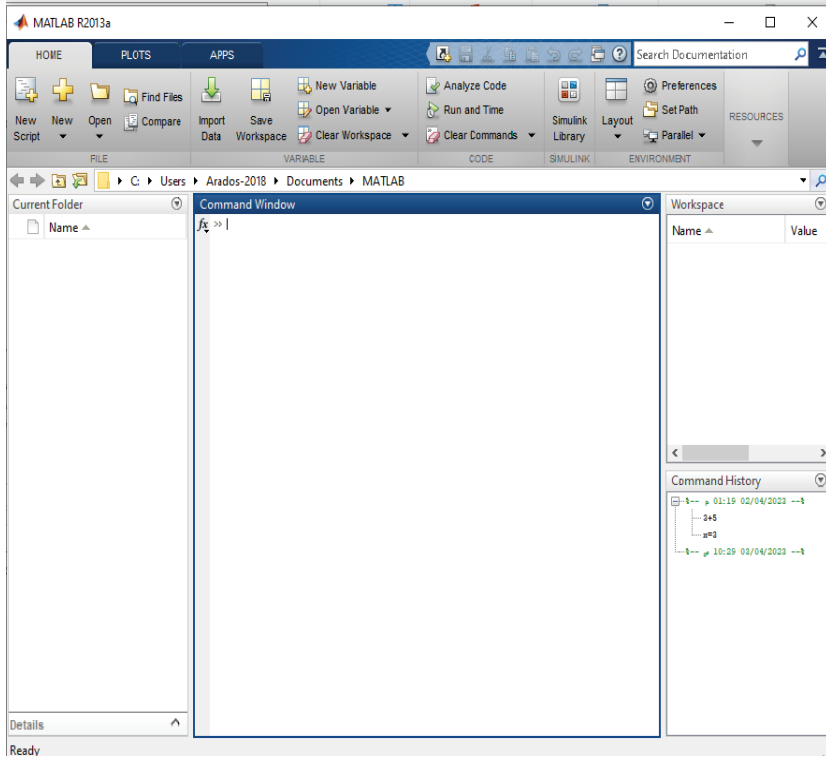 MATLAB R2013a
HOME PLOTS APPS
Search Documentation
New Script
New
Open
Find Files
Compare
FILE
Import Data
Save Workspace
New Variable
Open Variable
Clear Workspace
VARIABLE
Analyze Code
Run and Time
Clear Commands
CODE
Simulink Library
SIMULINK
Layout
Preferences
Set Path
Parallel
ENVIRONMENT
RESOURCES
C: Users Arados-2018 Documents MATLAB
Current Folder
Name
Details
Ready
Command Window
fx >>
Workspace
Name Value
Command History
%-- م 01:19 02/04/2023 --%
3+5
x=3
%-- ص 10:29 03/04/2023 --%